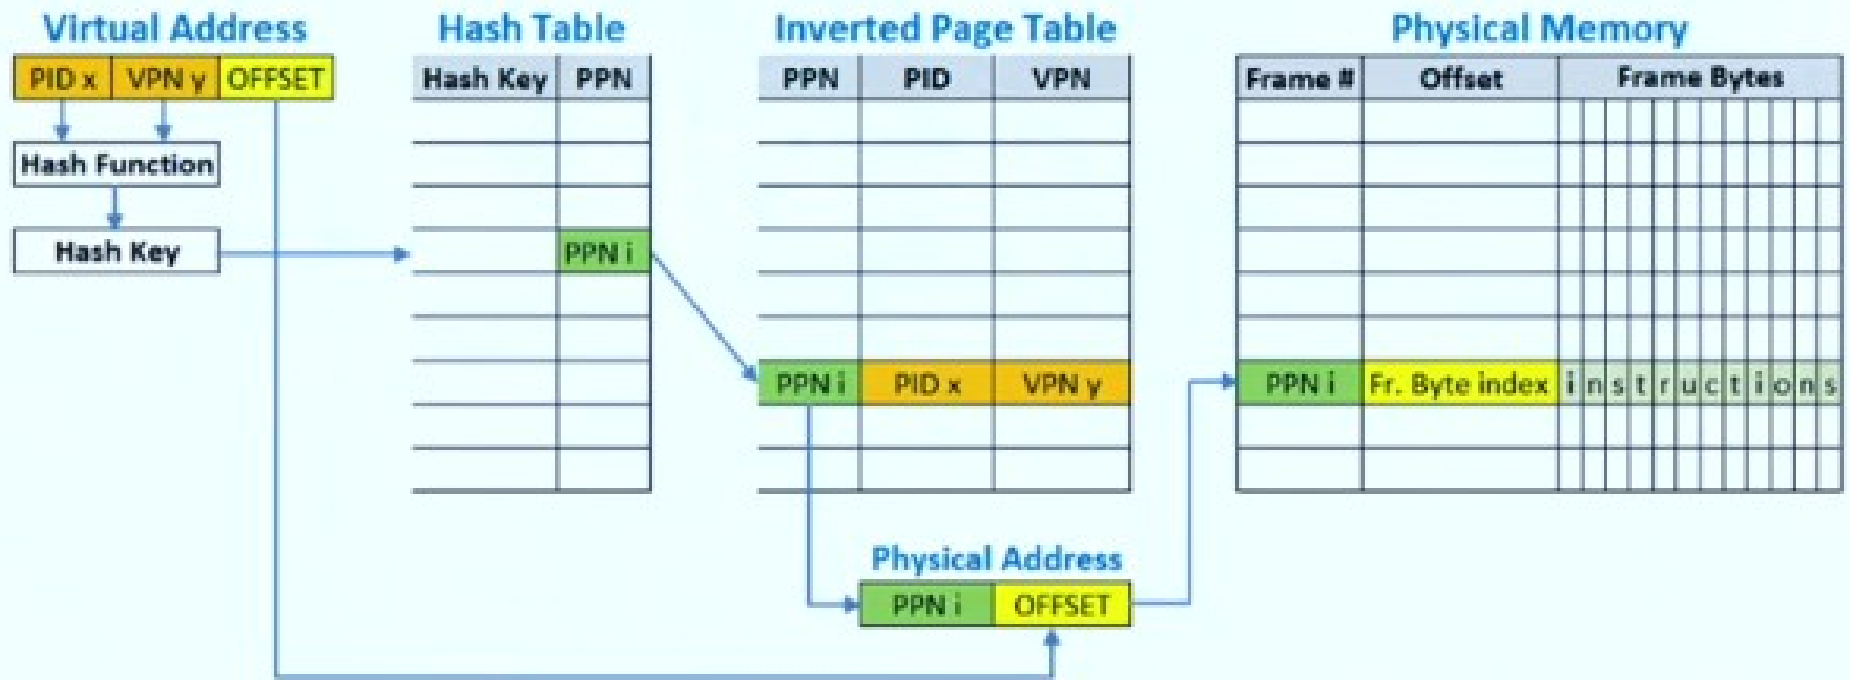 Virtual Address
Hash Table
Inverted Page Table
Physical Memory
PID x VPN y OFFSET
Hash Key PPN
PPN PID VPN
Frame # Offset Frame Bytes
Hash Function
Hash Key
PPN i
PPN i PID x VPN y
PPN i Fr. Byte index i n s t r u c t i o n s
Physical Address
PPN i OFFSET